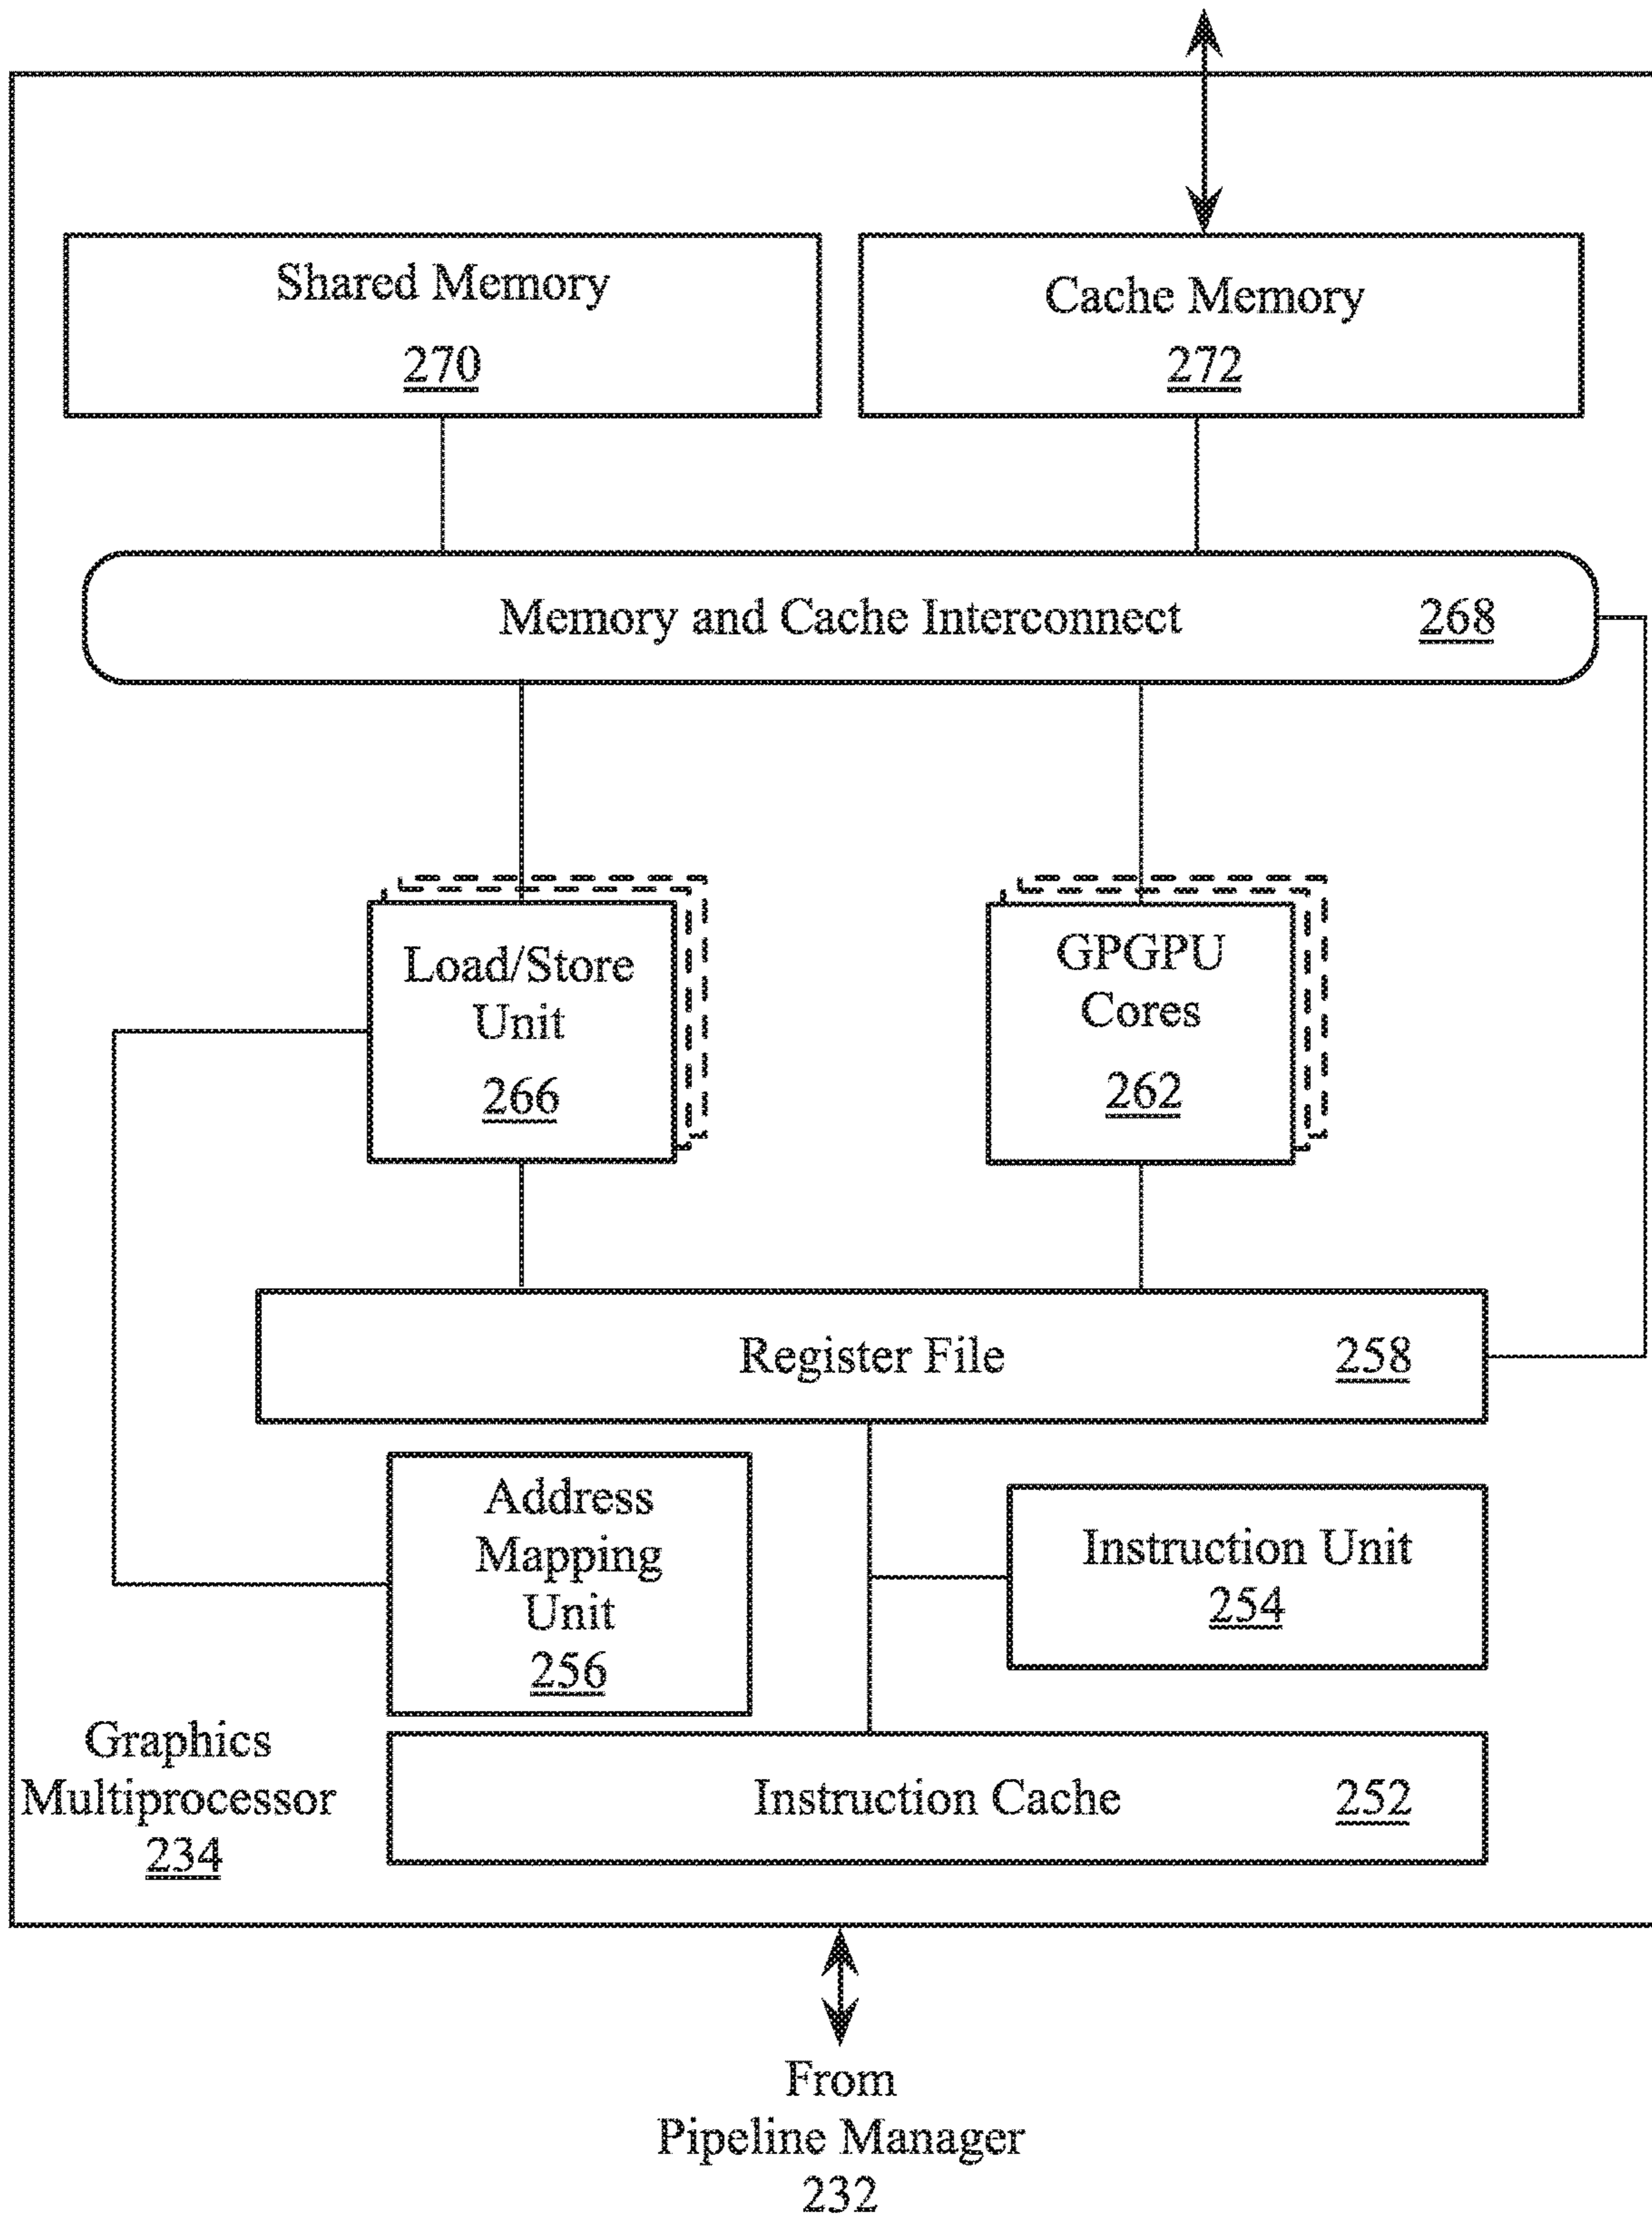 Shared Memory
270
Cache Memory
272
Memory and Cache Interconnect 268
Load/Store
Unit
266
GPGPU
Cores
262
Register File 258
Address
Mapping
Unit
256
Instruction Unit
254
Graphics
Multiprocessor
234
Instruction Cache 252
From
Pipeline Manager
232